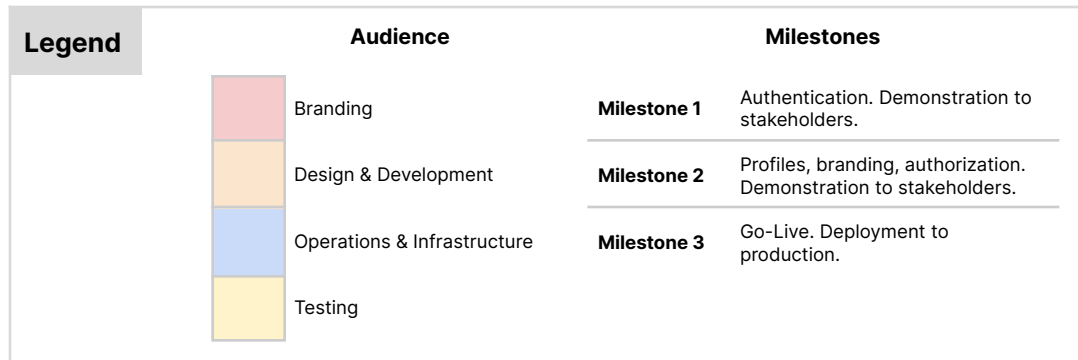 Legend
Audience
Milestones
Branding
Design & Development
Operations & Infrastructure
Testing
Milestone 1
Authentication. Demonstration to
stakeholders.
Milestone 2
Profiles, branding, authorization.
Demonstration to stakeholders.
Milestone 3
Go-Live. Deployment to
production.